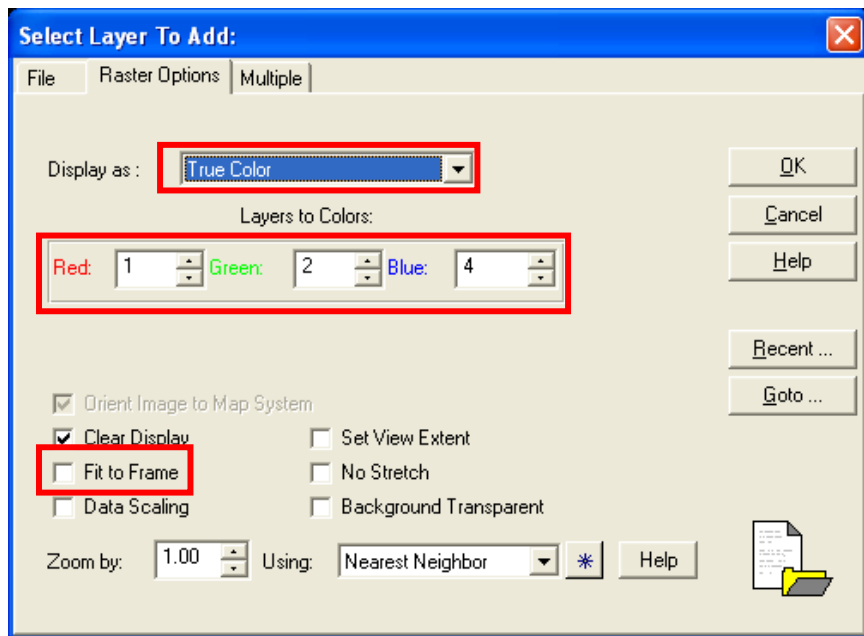 Select Layer To Add:
File Raster Options Multiple
Display as : True Color
OK
Layers to Colors:
Cancel
Red: 1 Green: 2 Blue: 4
Help
Recent ...
Goto ...
Orient Image to Map System
Clear Display Set View Extent
Fit to Frame No Stretch
Data Scaling Background Transparent
Zoom by: 1.00 Using: Nearest Neighbor Help